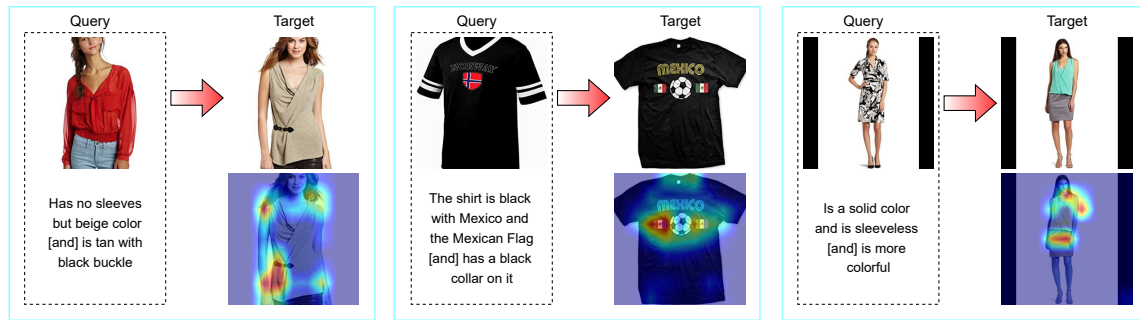 Query
Target
Has no sleeves
but beige color
[and] is tan with
black buckle
Query
Target
NORWAY
MEXICO
MEXICO
The shirt is black
with Mexico and
the Mexican Flag
[and] has a black
collar on it
Query
Target
Is a solid color
and is sleeveless
[and] is more
colorful